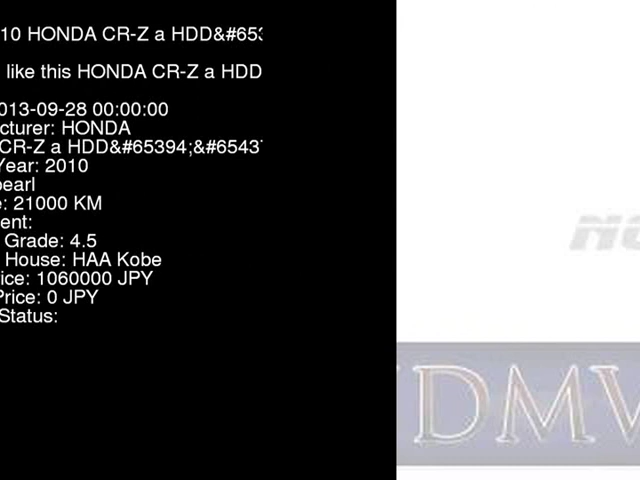 10 HONDA CR-Z a HDD&#653
like this HONDA CR-Z a HDD
013-09-28 00:00:00
cturer: HONDA
CR-Z a HDD&#65394;&#6543
Year: 2010
pearl
e: 21000 KM
ent:
Grade: 4.5
House: HAA Kobe
ice: 1060000 JPY
Price: 0 JPY
Status:
NO
DMV